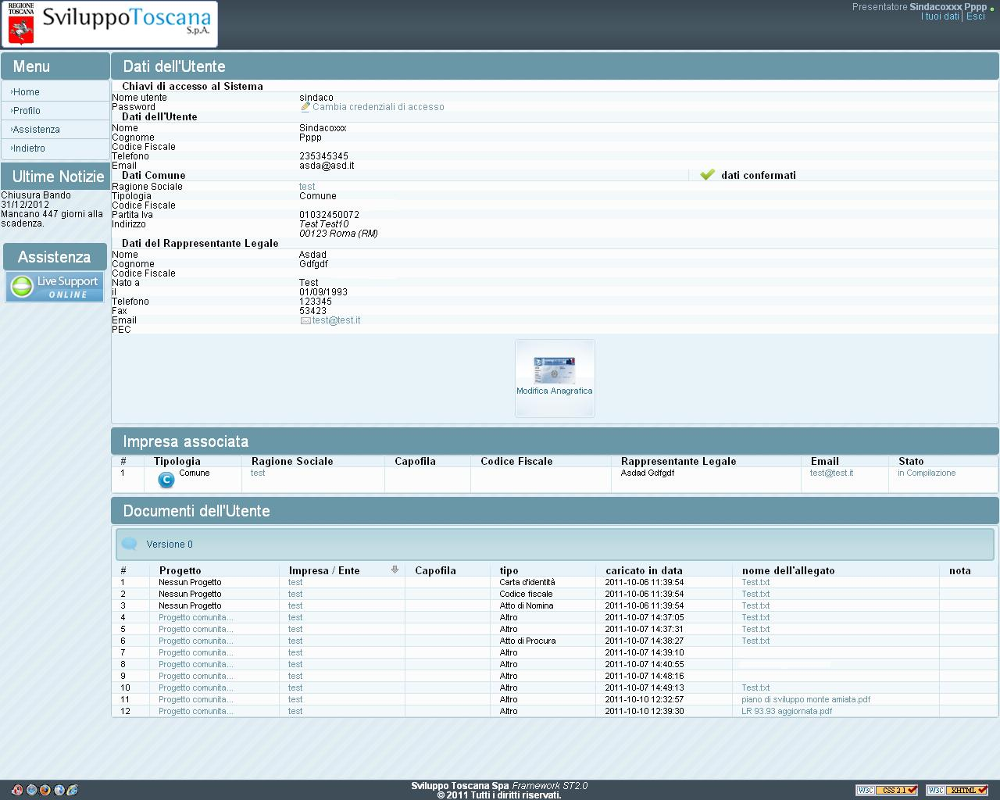 REGIONE
TOSCANA
SviluppoToscana
S.p.A.
Presentatore Sindacoxxx Pppp
I tuoi dati | Esci
Menu
Dati dell'Utente
›Home
›Profilo
›Assistenza
›Indietro
Ultime Notizie
Chiusura Bando
31/12/2012
Mancano 447 giorni alla
scadenza.
Assistenza
Live Support
ONLINE
Chiavi di accesso al Sistema
Nome utente sindaco
Password Cambia credenziali di accesso
Dati dell'Utente
Nome Sindacoxxx
Cognome Pppp
Codice Fiscale
Telefono 235345345
Email asda@asd.it
Dati Comune dati confermati
Ragione Sociale test
Tipologia Comune
Codice Fiscale
Partita Iva 01032450072
Indirizzo Test Test10
00123 Roma (RM)
Dati del Rappresentante Legale
Nome Asdad
Cognome Gdfgdf
Codice Fiscale
Nato a Test
il 01/09/1993
Telefono 123345
Fax 53423
Email test@test.it
PEC
Modifica Anagrafica
Impresa associata
# Tipologia Ragione Sociale Capofila Codice Fiscale Rappresentante Legale Email Stato
1 C Comune test Asdad Gdfgdf test@test.it in Compilazione
Documenti dell'Utente
Versione 0
# Progetto Impresa / Ente Capofila tipo caricato in data nome dell'allegato nota
1 Nessun Progetto test Carta d'identità 2011-10-06 11:39:54 Test.txt
2 Nessun Progetto test Codice fiscale 2011-10-06 11:39:54 Test.txt
3 Nessun Progetto test Atto di Nomina 2011-10-06 11:39:54 Test.txt
4 Progetto comunita... test Altro 2011-10-07 14:37:05 Test.txt
5 Progetto comunita... test Altro 2011-10-07 14:37:31 Test.txt
6 Progetto comunita... test Atto di Procura 2011-10-07 14:38:27 Test.txt
7 Progetto comunita... test Altro 2011-10-07 14:39:10
8 Progetto comunita... test Altro 2011-10-07 14:40:55
9 Progetto comunita... test Altro 2011-10-07 14:48:16
10 Progetto comunita... test Altro 2011-10-07 14:49:13 Test.txt
11 Progetto comunita... test Altro 2011-10-10 12:32:57 piano di sviluppo monte amiata.pdf
12 Progetto comunita... test Altro 2011-10-10 12:39:30 LR 93.93 aggiornata.pdf
Sviluppo Toscana Spa Framework ST2.0
© 2011 Tutti i diritti riservati.
W3C CSS 2.1
W3C XHTML